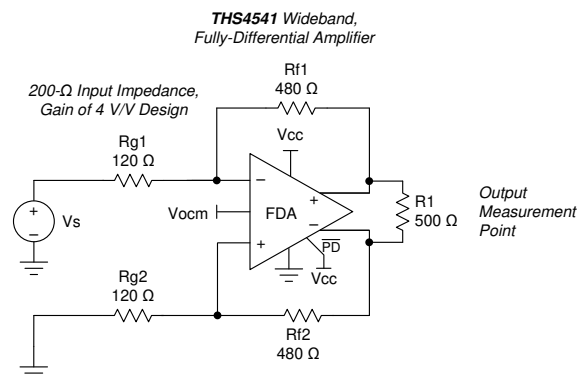 THS4541 Wideband,
Fully-Differential Amplifier
200-Ω Input Impedance,
Gain of 4 V/V Design
Rf1
480 Ω
Rg1
120 Ω
Vcc
−
+
Vocm
FDA
−
+
PD
Vcc
+
−
Vs
R1
500 Ω
Output
Measurement
Point
Rg2
120 Ω
Rf2
480 Ω